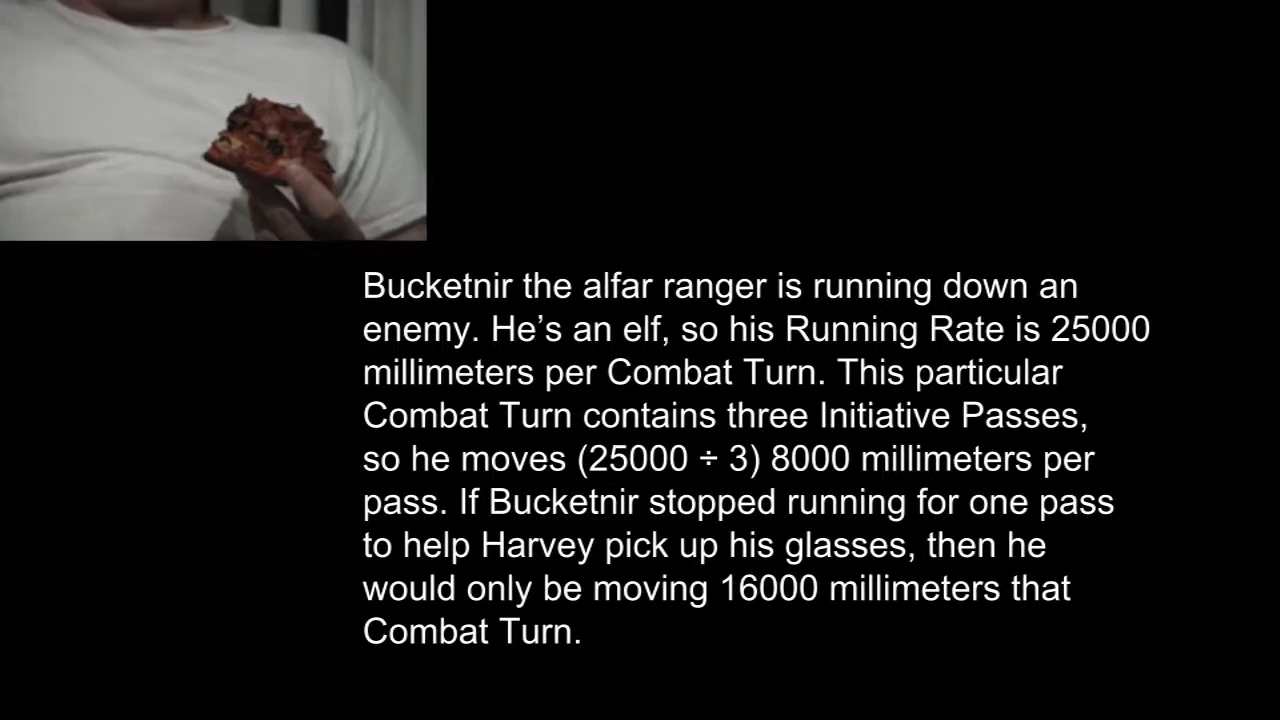 Bucketnir the alfar ranger is running down an
enemy. He’s an elf, so his Running Rate is 25000
millimeters per Combat Turn. This particular
Combat Turn contains three Initiative Passes,
so he moves (25000 ÷ 3) 8000 millimeters per
pass. If Bucketnir stopped running for one pass
to help Harvey pick up his glasses, then he
would only be moving 16000 millimeters that
Combat Turn.